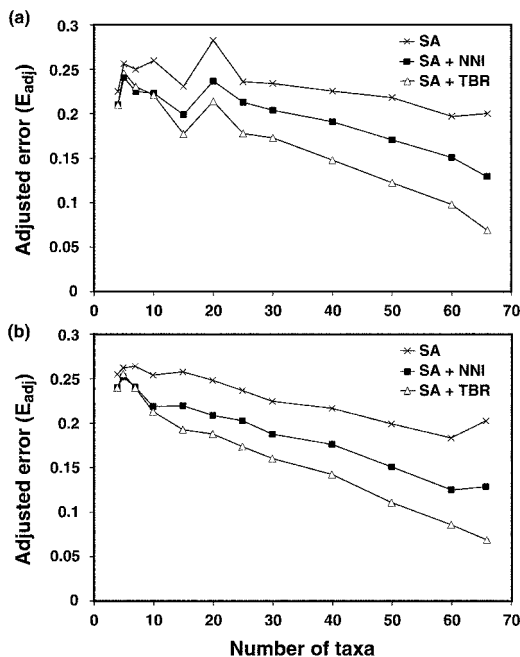 (a)
0.3
0.25
0.2
0.15
0.1
0.05
0
Adjusted error (Eadj)
SA
SA + NNI
SA + TBR
0 10 20 30 40 50 60 70
(b)
0.3
0.25
0.2
0.15
0.1
0.05
0
Adjusted error (Eadj)
SA
SA + NNI
SA + TBR
0 10 20 30 40 50 60 70
Number of taxa